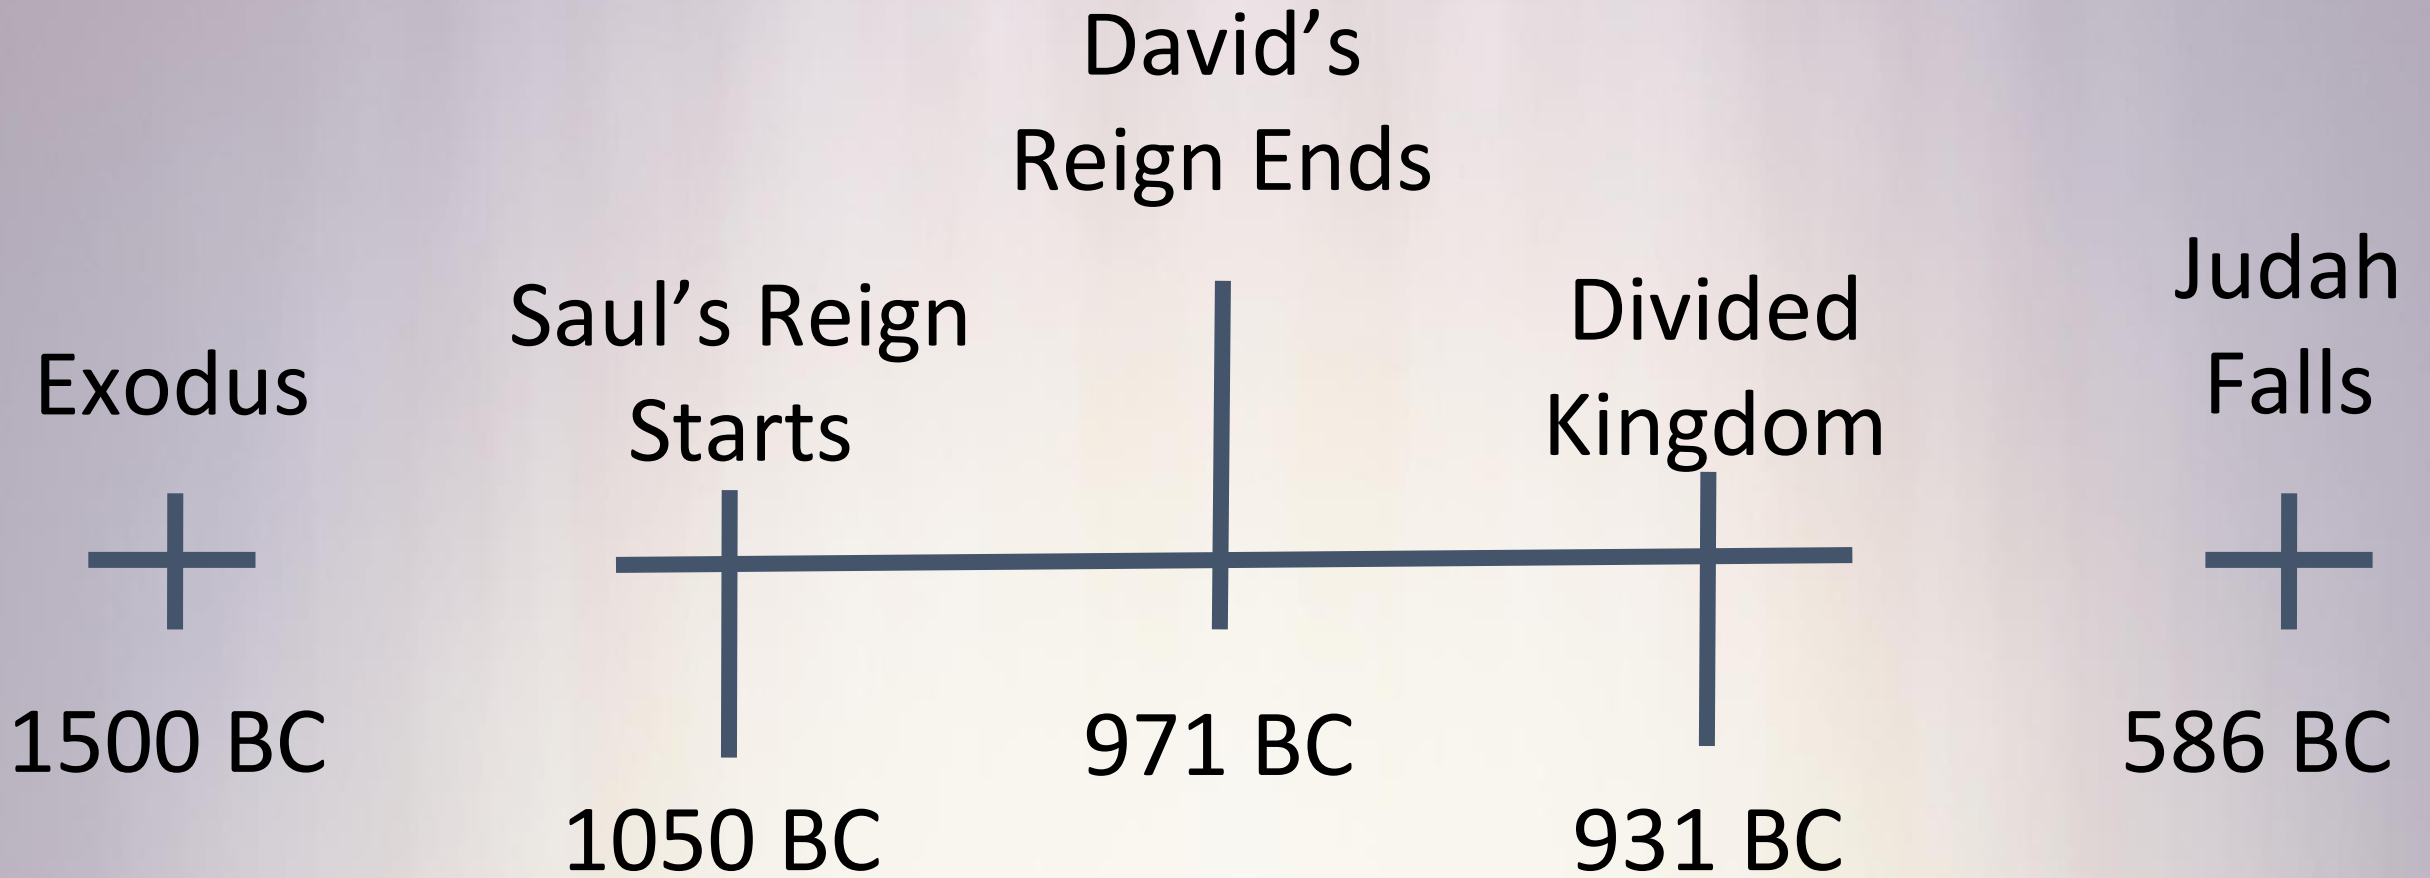 David’s
Reign Ends
Judah
Falls
Saul’s Reign
Starts
Divided
Kingdom
Exodus
1500 BC
971 BC
586 BC
1050 BC
931 BC